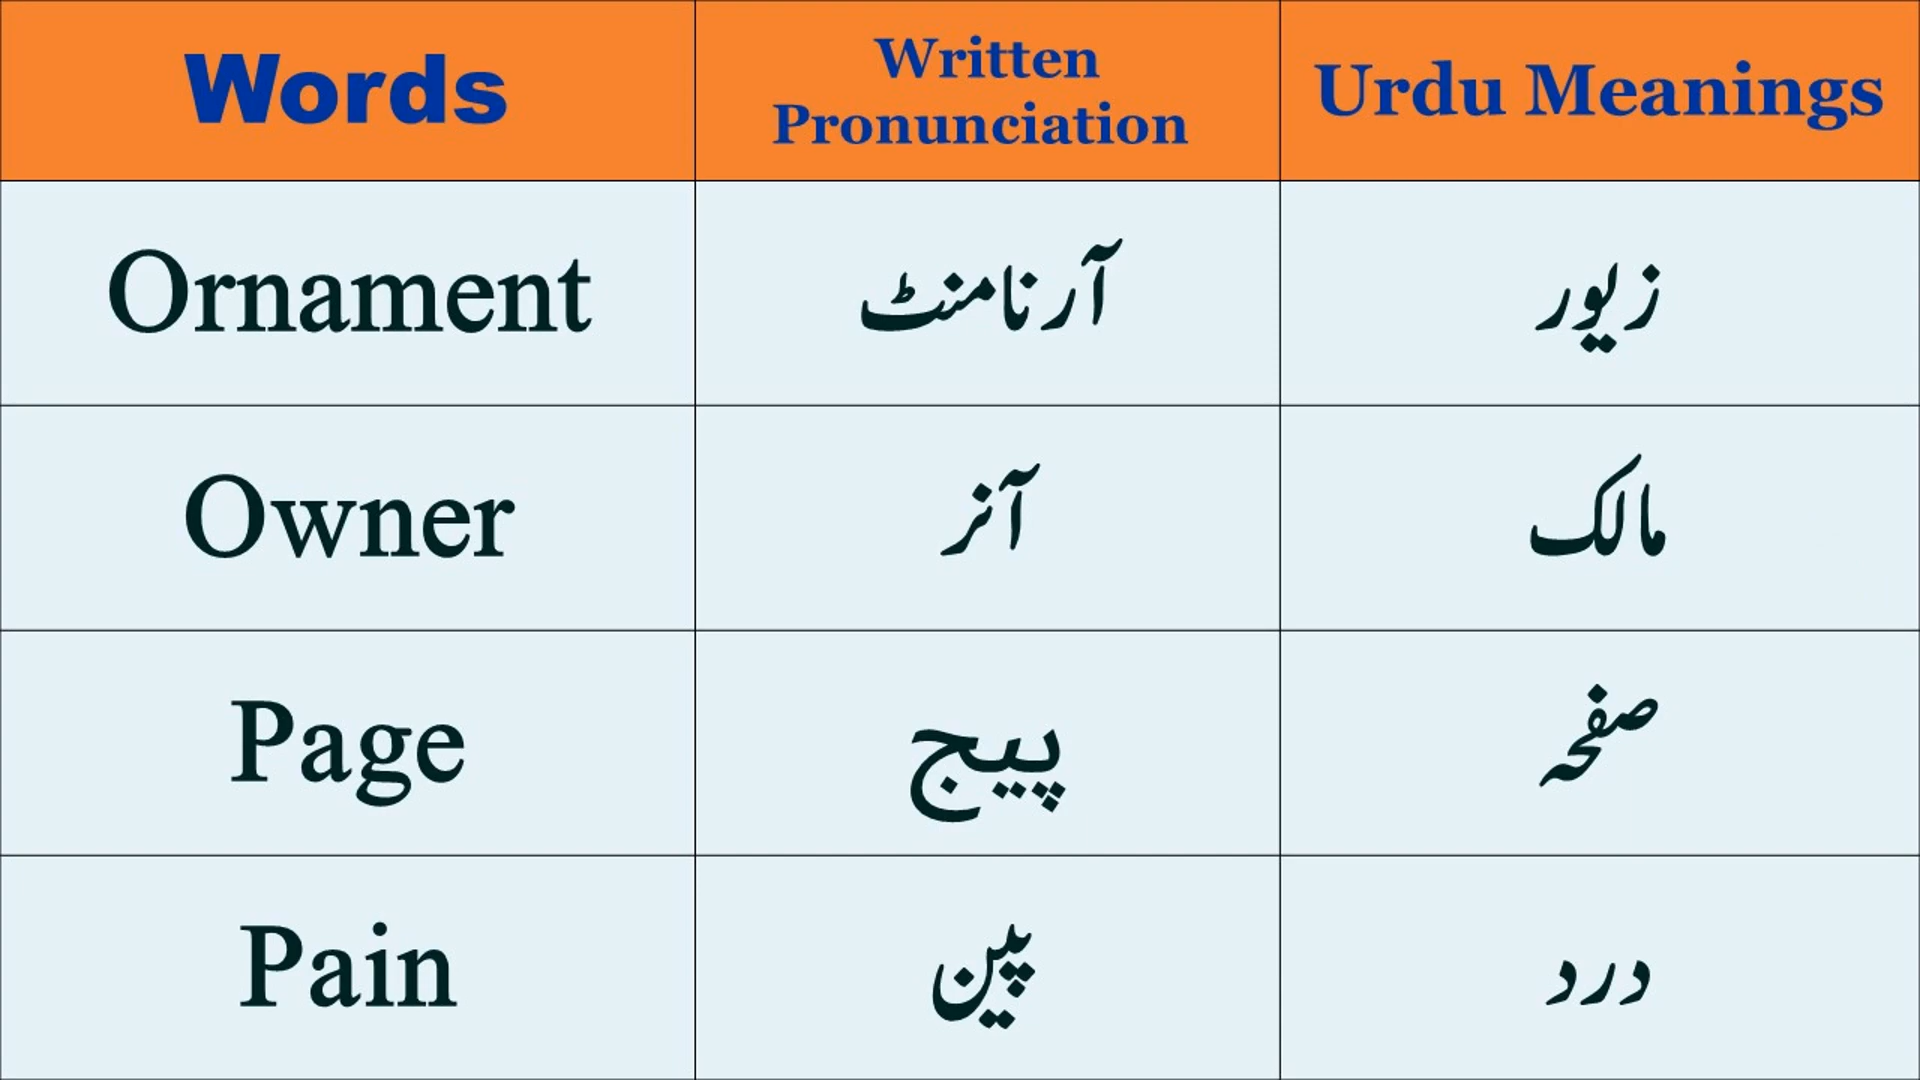 Words
Written
Pronunciation
Urdu Meanings
Ornament
آرنامنٹ
زیور
Owner
آنر
مالک
Page
پیج
صفحہ
Pain
پین
درد